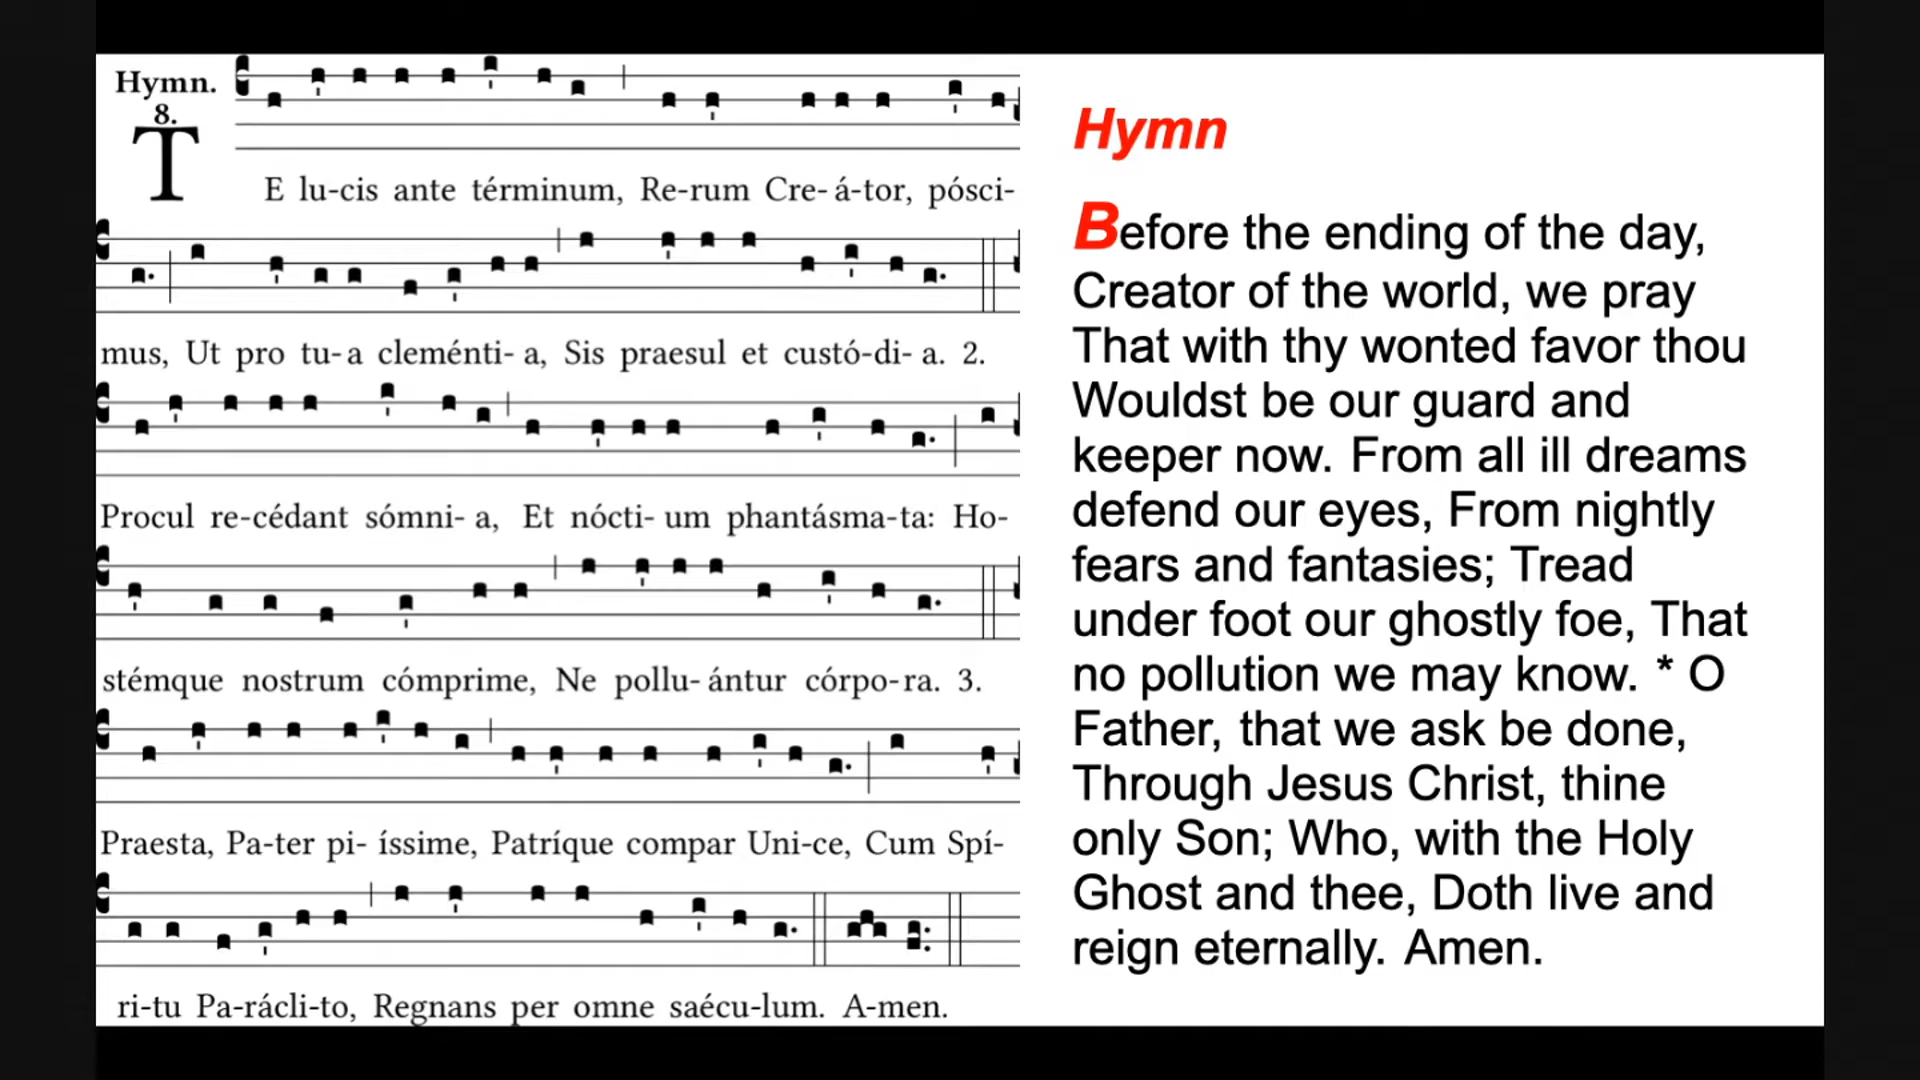 Hymn.
8.
TE lu-cis ante términum, Re-rum Cre-á-tor, pósci-
mus, Ut pro tu-a cleménti-a, Sis praesul et custó-di-a. 2.
Procul re-cédant sómni-a, Et nócti-um phantásma-ta: Ho-
stémque nostrum cómprime, Ne pollu-ántur córpo-ra. 3.
Praesta, Pa-ter pi-íssime, Patríque compar Uni-ce, Cum Spí-
ri-tu Pa-rácli-to, Regnans per omne saécu-lum. A-men.
Hymn
Before the ending of the day,
Creator of the world, we pray
That with thy wonted favor thou
Wouldst be our guard and
keeper now. From all ill dreams
defend our eyes, From nightly
fears and fantasies; Tread
under foot our ghostly foe, That
no pollution we may know. * O
Father, that we ask be done,
Through Jesus Christ, thine
only Son; Who, with the Holy
Ghost and thee, Doth live and
reign eternally. Amen.